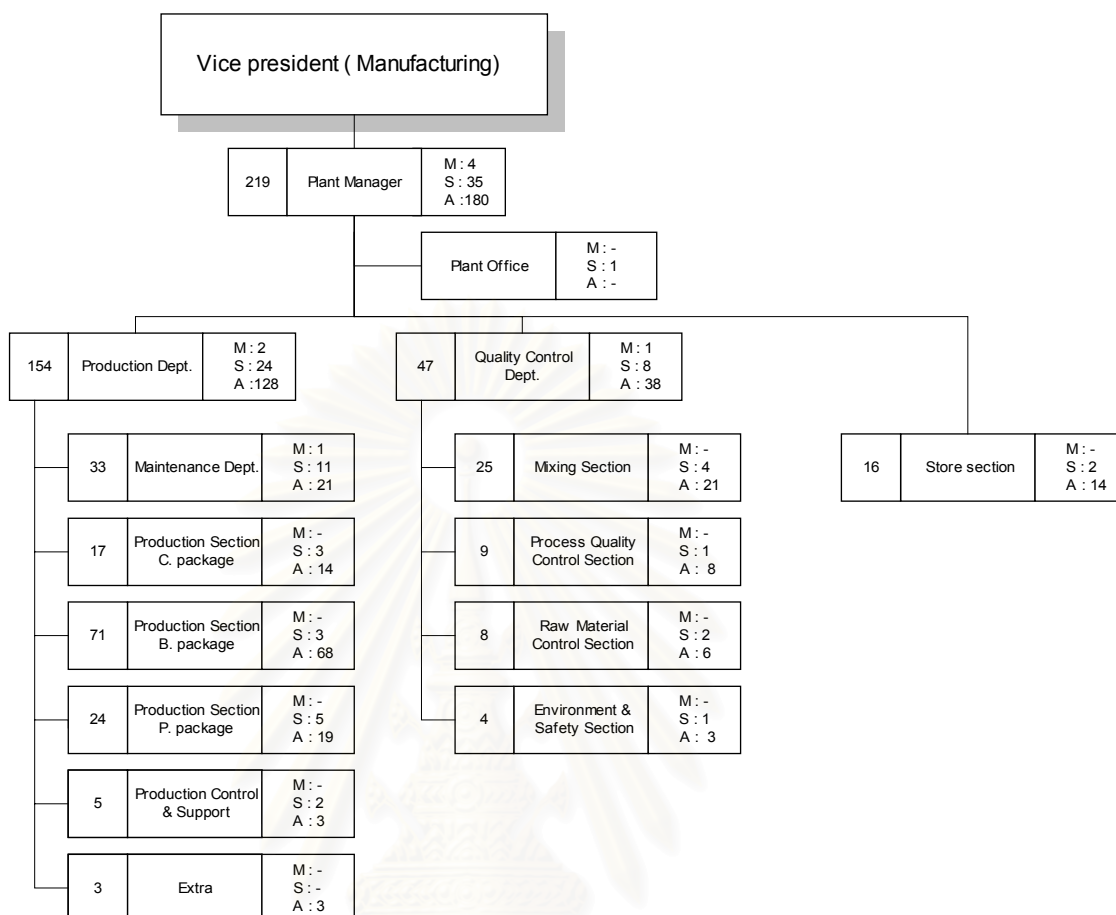 Vice president ( Manufacturing)
219
Plant Manager
M : 4
S : 35
A :180
Plant Office
M : -
S : 1
A : -
154
Production Dept.
M : 2
S : 24
A :128
47
Quality Control
Dept.
M : 1
S : 8
A : 38
33
Maintenance Dept.
M : 1
S : 11
A : 21
25
Mixing Section
M : -
S : 4
A : 21
16
Store section
M : -
S : 2
A : 14
17
Production Section
C. package
M : -
S : 3
A : 14
9
Process Quality
Control Section
M : -
S : 1
A :  8
71
Production Section
B. package
M : -
S : 3
A : 68
8
Raw Material
Control Section
M : -
S : 2
A : 6
24
Production Section
P. package
M : -
S : 5
A : 19
4
Environment &
Safety Section
M : -
S : 1
A :  3
5
Production Control
& Support
M : -
S : 2
A : 3
3
Extra
M : -
S : -
A : 3